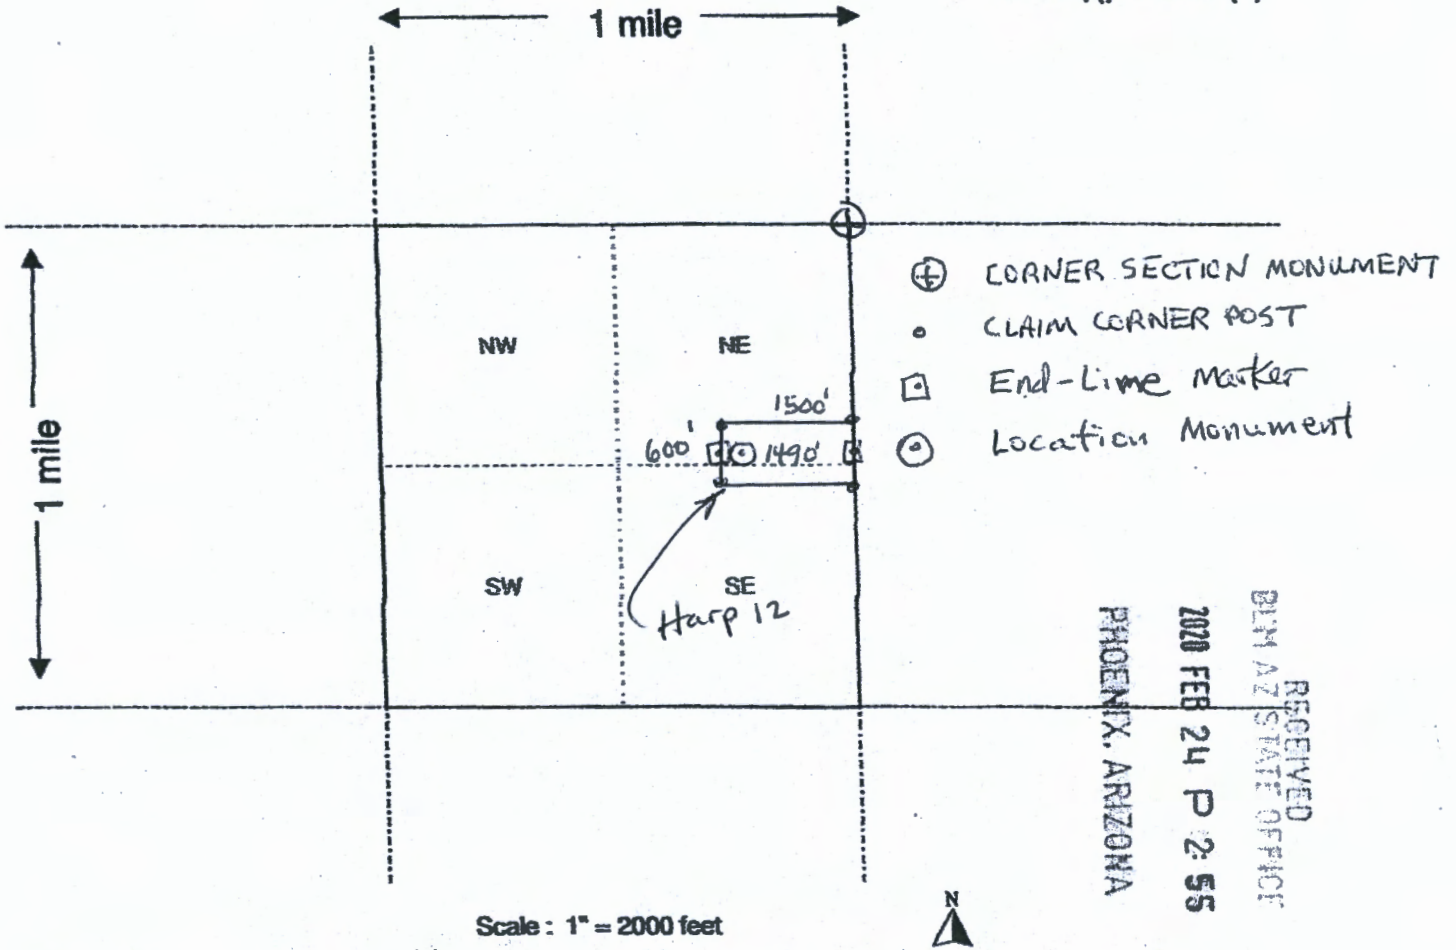 1 mile
CORNER SECTION MONUMENT
CLAIM CORNER POST
NW
NE
End-Lime Marker
1500'
Location Monument
600'
1490'
1 mile
SW
SE
Harp 12
RECEIVED
BLM AZ STATE OFFICE
2020 FEB 24 P 2:55
PHOENIX, ARIZONA
Scale : 1" = 2000 feet
N